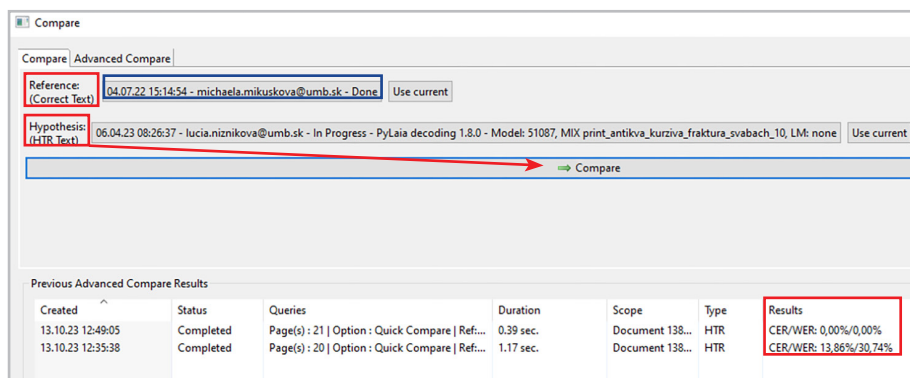 Compare
Compare Advanced Compare
Reference:
(Correct Text) 04.07.22 15:14:54 - michaela.mikuskova@umb.sk - Done Use current
Hypothesis:
(HTR Text) 06.04.23 08:26:37 - lucia.niznikova@umb.sk - In Progress - PyLaia decoding 1.8.0 - Model: 51087, MIX print_antikva_kurziva_fraktura_svabach_10, LM: none Use current
Compare
Previous Advanced Compare Results
Created Status Queries Duration Scope Type Results
13.10.23 12:49:05 Completed Page(s) : 21 | Option : Quick Compare | Ref:... 0.39 sec. Document 138... HTR CER/WER: 0,00%/0,00%
13.10.23 12:35:38 Completed Page(s) : 20 | Option : Quick Compare | Ref:... 1.17 sec. Document 138... HTR CER/WER: 13,86%/30,74%